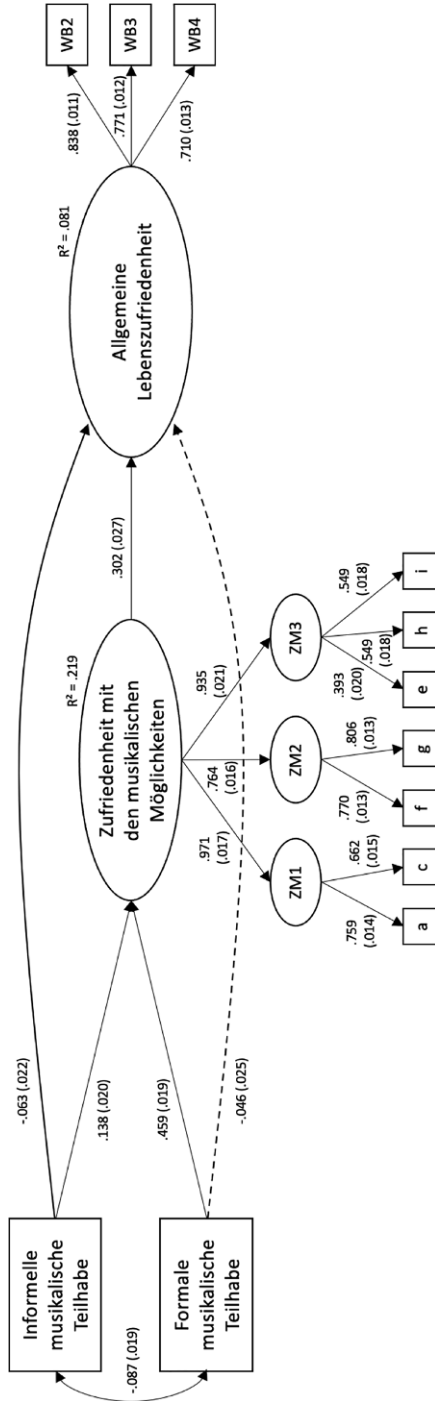 Informelle
musikalische
Teilhabe
Formale
musikalische
Teilhabe
-.087 (.019)
-.063 (.022)
.138 (.020)
.459 (.019)
-.046 (.025)
R² = .219
Zufriedenheit mit
den musikalischen
Möglichkeiten
.302 (.027)
R² = .081
Allgemeine
Lebenszufriedenheit
.838 (.011)
.771 (.012)
.710 (.013)
WB2
WB3
WB4
.971
(.017)
.764
(.016)
.935
(.021)
ZM1
ZM2
ZM3
.759
(.014)
.662
(.015)
.770
(.013)
.806
(.013)
.393
(.020)
.549
(.018)
.549
(.018)
a
c
f
g
e
h
i